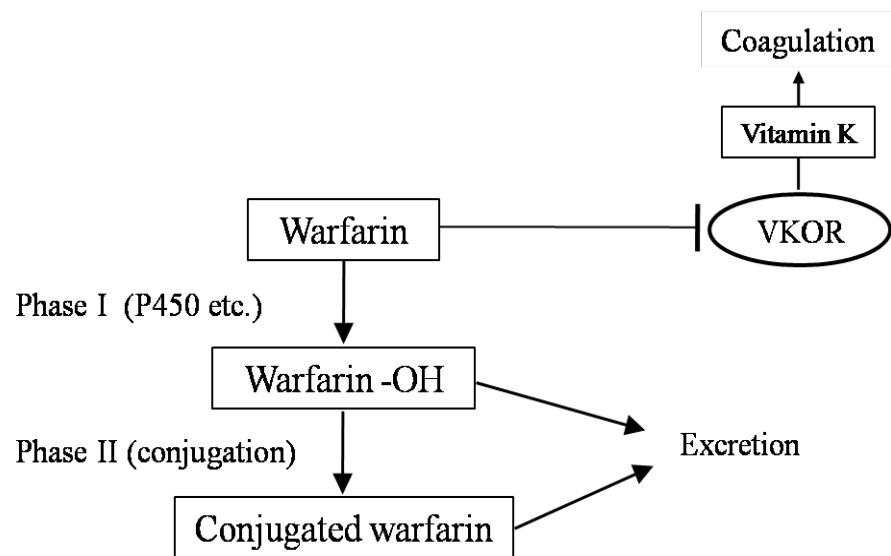 Coagulation
Vitamin K
Warfarin
VKOR
Phase I (P450 etc.)
Warfarin -OH
Phase II (conjugation)
Excretion
Conjugated warfarin